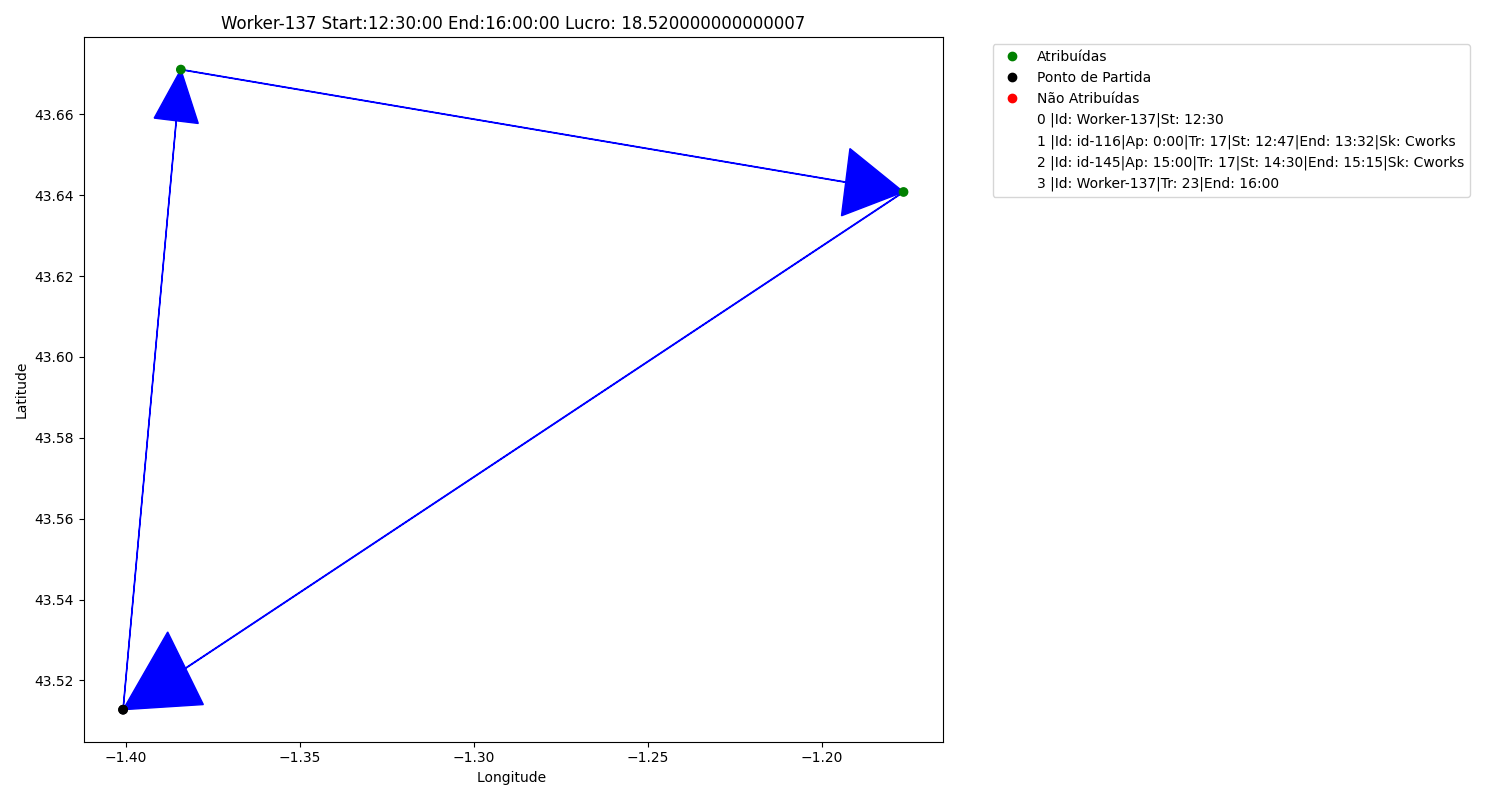 Worker-137 Start:12:30:00 End:16:00:00 Lucro: 18.520000000000007
Atribuídas
Ponto de Partida
Não Atribuídas
0 |Id: Worker-137|St: 12:30
1 |Id: id-116|Ap: 0:00|Tr: 17|St: 12:47|End: 13:32|Sk: Cworks
2 |Id: id-145|Ap: 15:00|Tr: 17|St: 14:30|End: 15:15|Sk: Cworks
3 |Id: Worker-137|Tr: 23|End: 16:00
Latitude
43.66
43.64
43.62
43.60
43.58
43.56
43.54
43.52
−1.40 −1.35 −1.30 −1.25 −1.20
Longitude